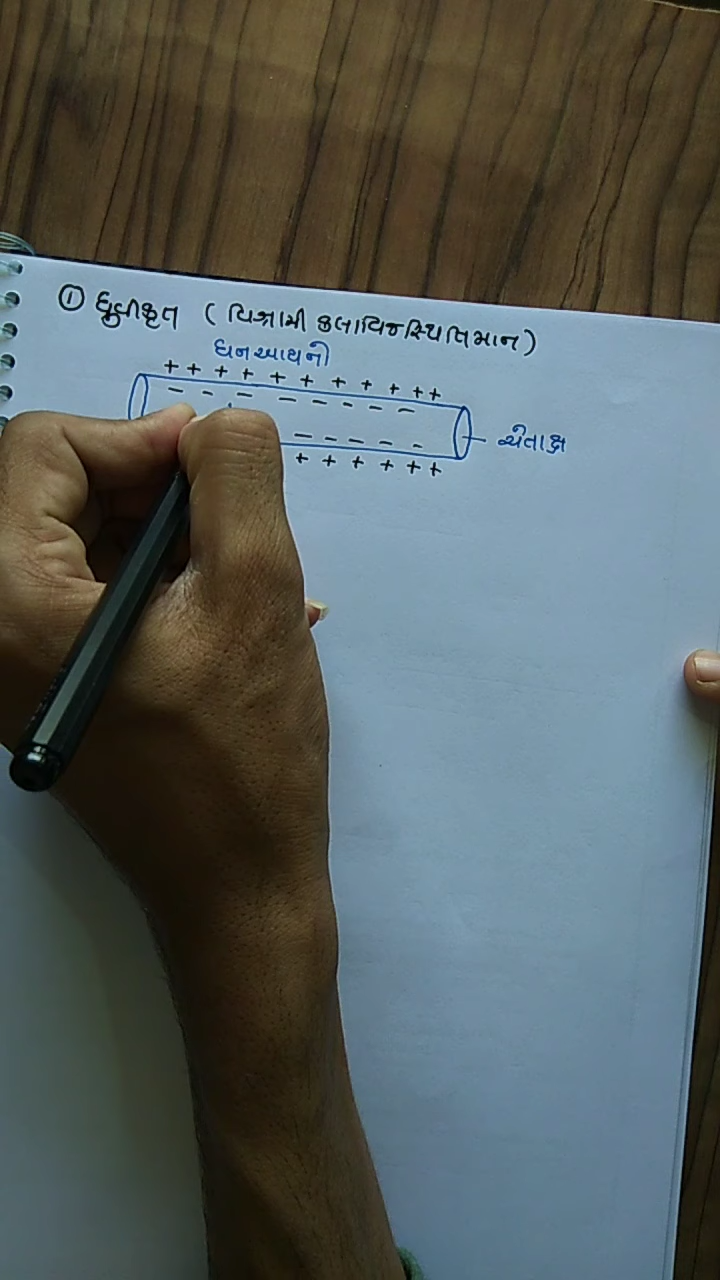 ① ધ્રુવીકૃત (વિશ્રામી કલાવિજસ્થિતિમાન)
ધનઆયનો
+ + + + + + + + + + +
− − − − − − − −
ચેતાક્ષ
− − − − −
+ + + + + +